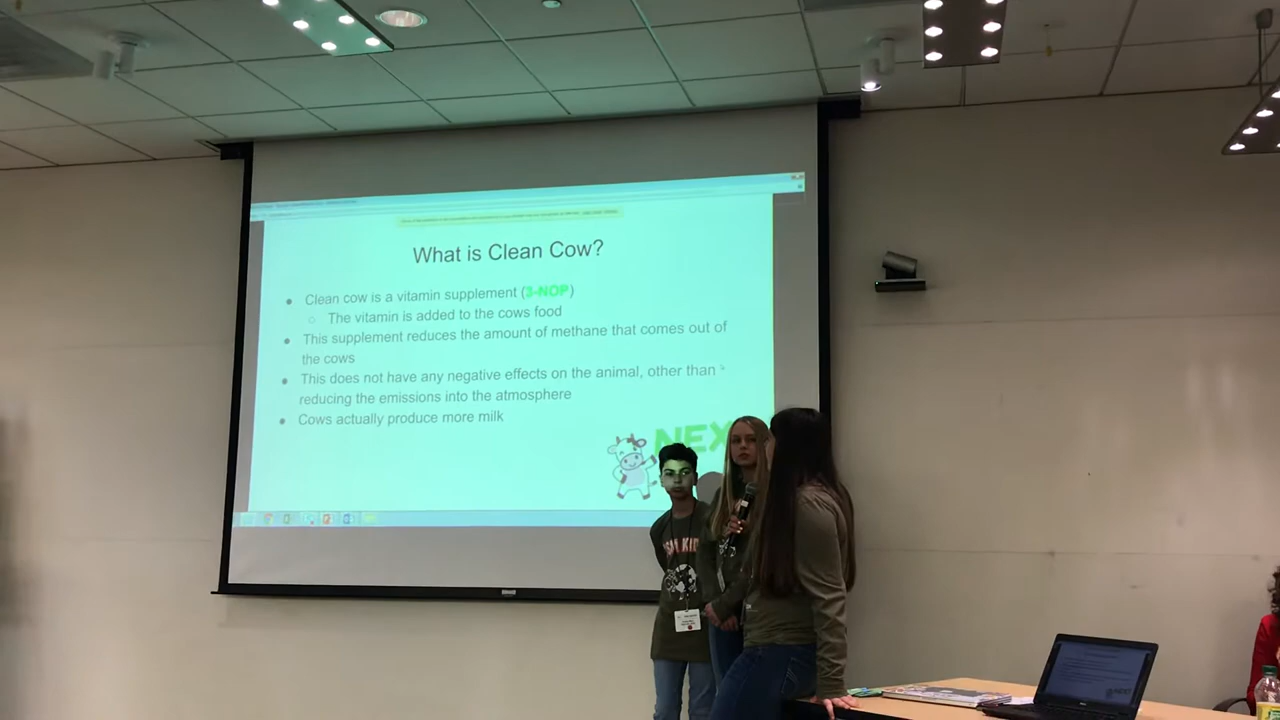 What is Clean Cow?
● Clean cow is a vitamin supplement (3-NOP)
○ The vitamin is added to the cows food
● This supplement reduces the amount of methane that comes out of
the cows
● This does not have any negative effects on the animal, other than
reducing the emissions into the atmosphere
● Cows actually produce more milk
NEX
NEXT